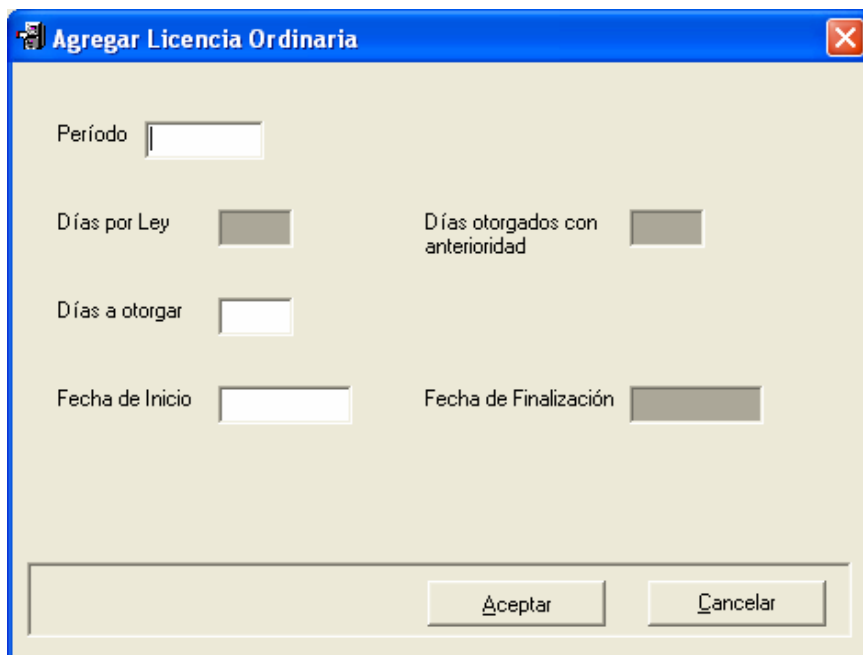 Agregar Licencia Ordinaria
Período
Días por Ley
Días otorgados con
anterioridad
Días a otorgar
Fecha de Inicio
Fecha de Finalización
Aceptar
Cancelar